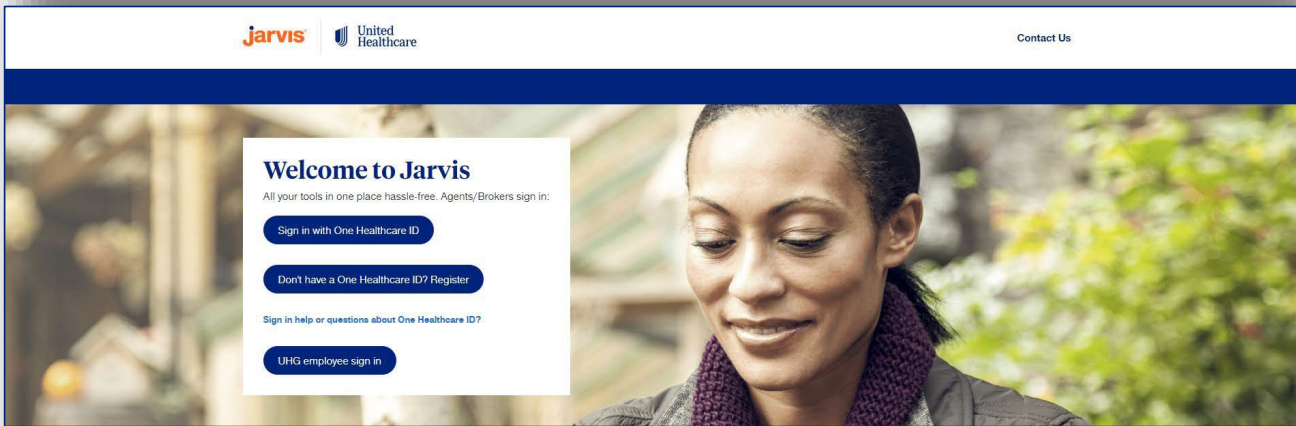 jarvis
United
Healthcare
Contact Us
Welcome to Jarvis
All your tools in one place hassle-free. Agents/Brokers sign in:
Sign in with One Healthcare ID
Don't have a One Healthcare ID? Register
Sign in help or questions about One Healthcare ID?
UHG employee sign in